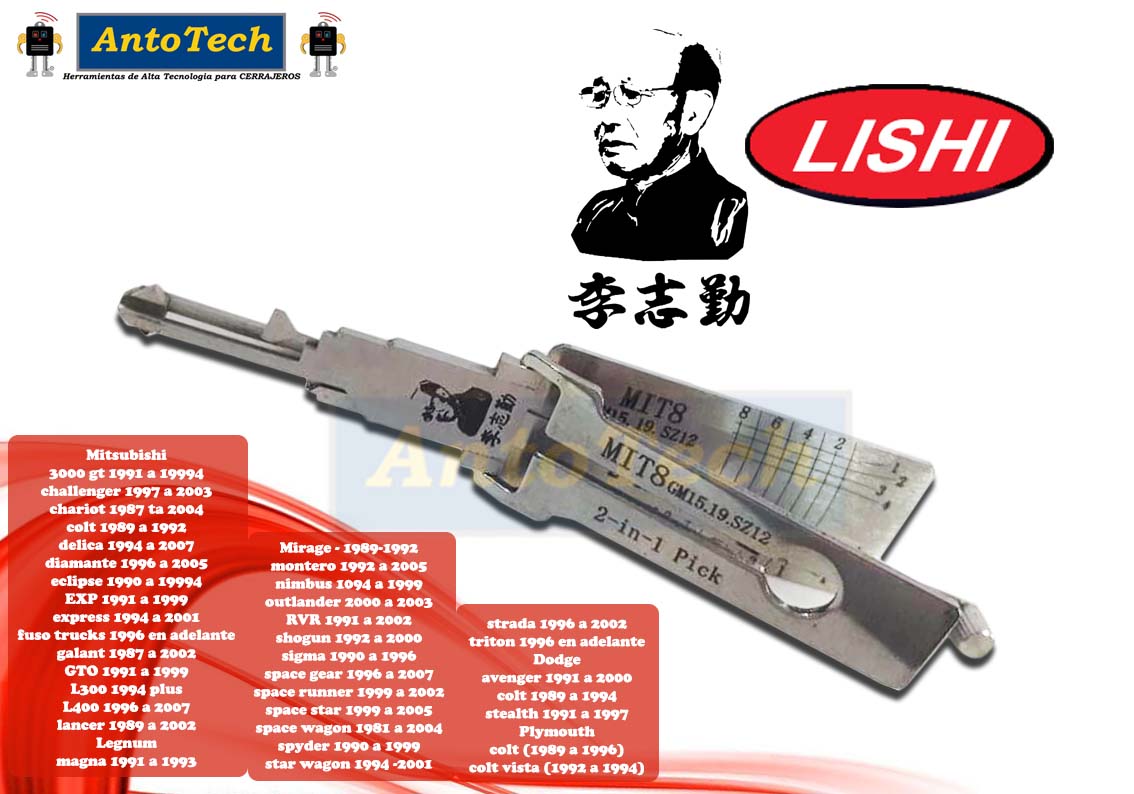 AntoTech
Herramientas de Alta Tecnologia para CERRAJEROS
LISHI
李志勤
李志勤
MIT8
15.19.SZ12
8 6 4 2
1
2
3
4
MIT8 GM15.19.SZ12
2-in-1 Pick
AntoTech
Mitsubishi
3000 gt 1991 a 19994
challenger 1997 a 2003
chariot 1987 ta 2004
colt 1989 a 1992
delica 1994 a 2007
diamante 1996 a 2005
eclipse 1990 a 19994
EXP 1991 a 1999
express 1994 a 2001
fuso trucks 1996 en adelante
galant 1987 a 2002
GTO 1991 a 1999
L300 1994 plus
L400 1996 a 2007
lancer 1989 a 2002
Legnum
magna 1991 a 1993
Mirage - 1989-1992
montero 1992 a 2005
nimbus 1094 a 1999
outlander 2000 a 2003
RVR 1991 a 2002
shogun 1992 a 2000
sigma 1990 a 1996
space gear 1996 a 2007
space runner 1999 a 2002
space star 1999 a 2005
space wagon 1981 a 2004
spyder 1990 a 1999
star wagon 1994 -2001
strada 1996 a 2002
triton 1996 en adelante
Dodge
avenger 1991 a 2000
colt 1989 a 1994
stealth 1991 a 1997
Plymouth
colt (1989 a 1996)
colt vista (1992 a 1994)